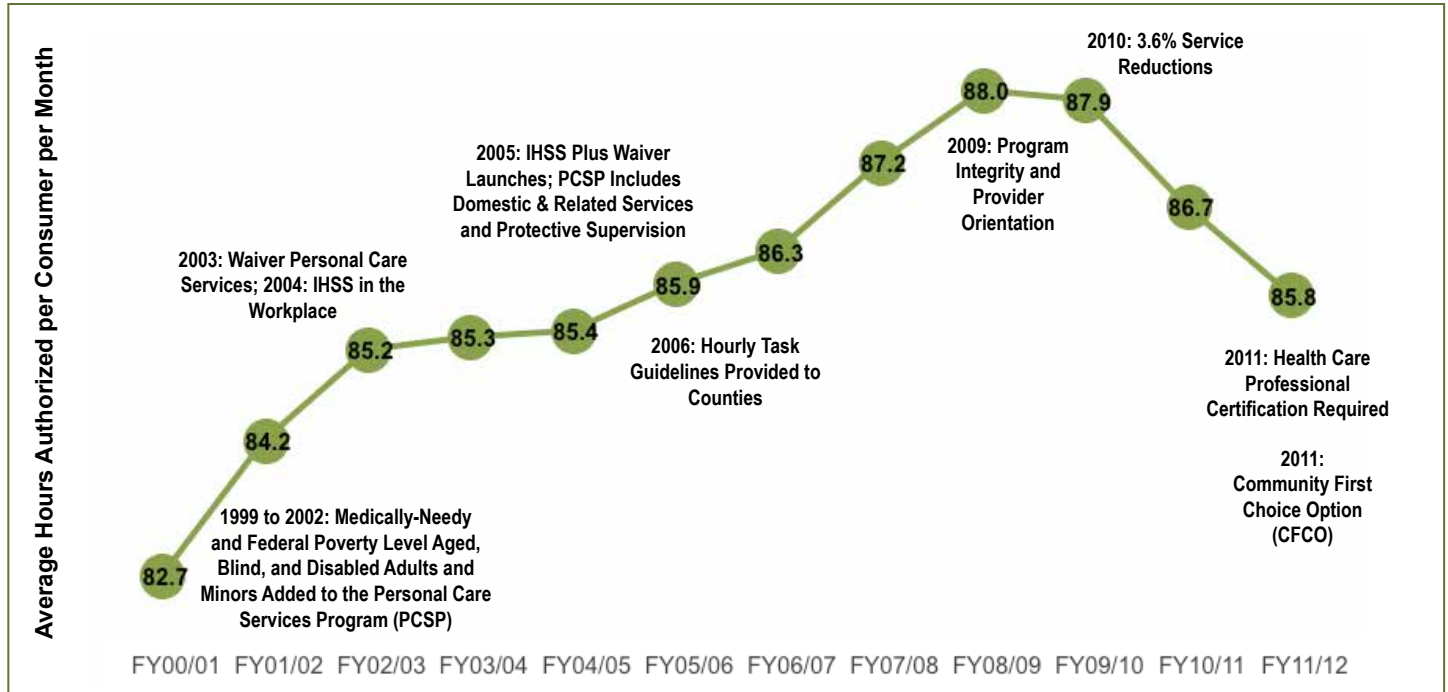 Average Hours Authorized per Consumer per Month
2010: 3.6% Service
Reductions
88.0
87.9
2005: IHSS Plus Waiver
Launches; PCSP Includes
Domestic & Related Services
and Protective Supervision
87.2
2009: Program
Integrity and
Provider
Orientation
86.7
2003: Waiver Personal Care
Services; 2004: IHSS in the
Workplace
86.3
85.9
85.8
85.2
85.3
85.4
2006: Hourly Task
Guidelines Provided to
Counties
2011: Health Care
Professional
Certification Required
84.2
2011:
Community First
Choice Option
(CFCO)
1999 to 2002: Medically-Needy
and Federal Poverty Level Aged,
Blind, and Disabled Adults and
Minors Added to the Personal Care
Services Program (PCSP)
82.7
FY00/01 FY01/02 FY02/03 FY03/04 FY04/05 FY05/06 FY06/07 FY07/08 FY08/09 FY09/10 FY10/11 FY11/12